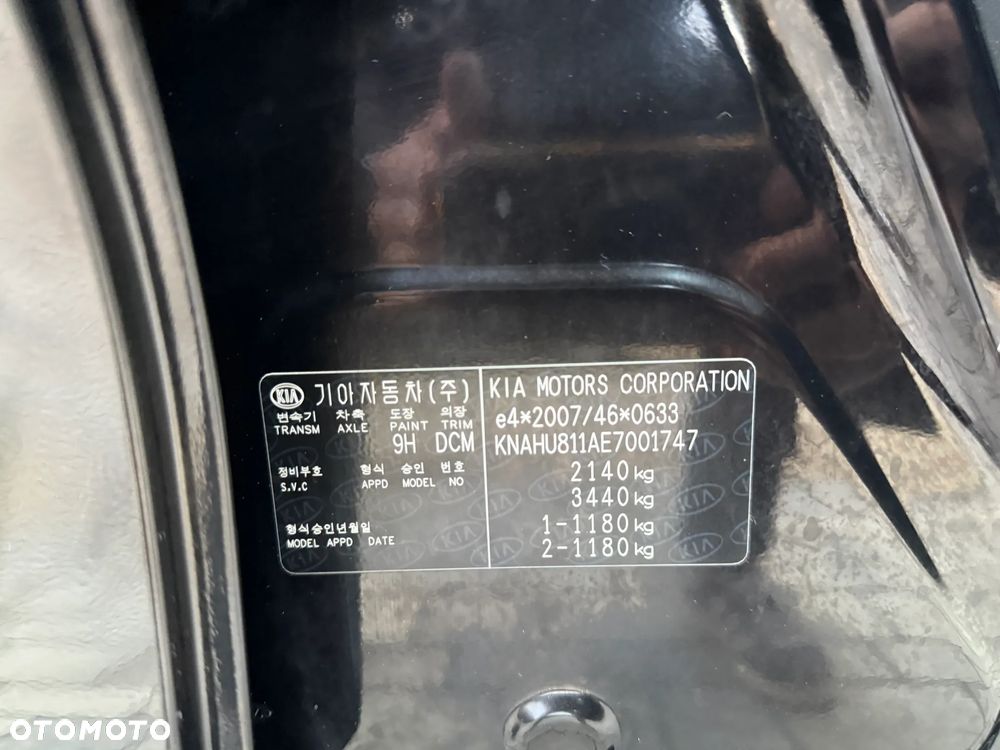 KIA 기아자동차(주)
변속기 차축 도장 의장
TRANSM AXLE PAINT TRIM
9H DCM
정비부호 형식 승인 번호
S.V.C APPD MODEL NO
형식승인년월일
MODEL APPD DATE
KIA MOTORS CORPORATION
e4*2007/46*0633
KNAHU811AE7001747
2140kg
3440kg
1-1180kg
2-1180kg
OTOMOTO